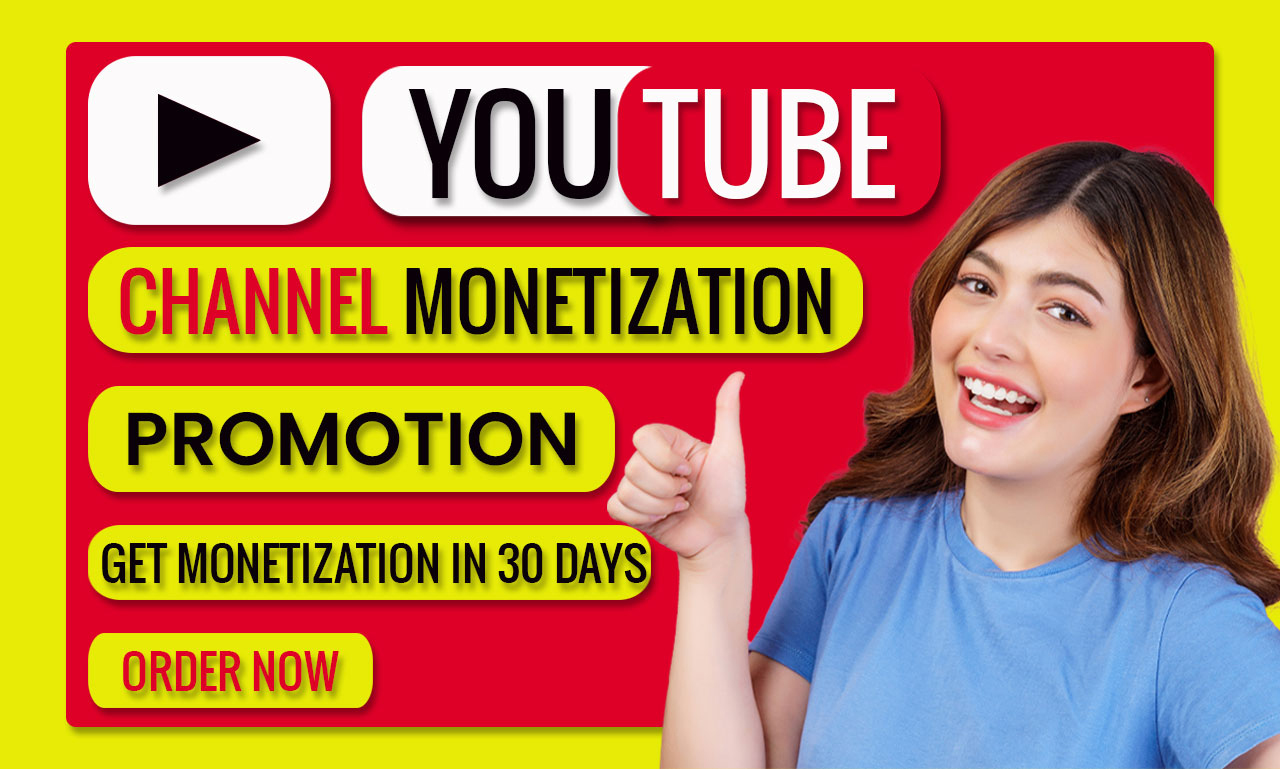 YOUTUBE
CHANNEL MONETIZATION
PROMOTION
GET MONETIZATION IN 30 DAYS
ORDER NOW